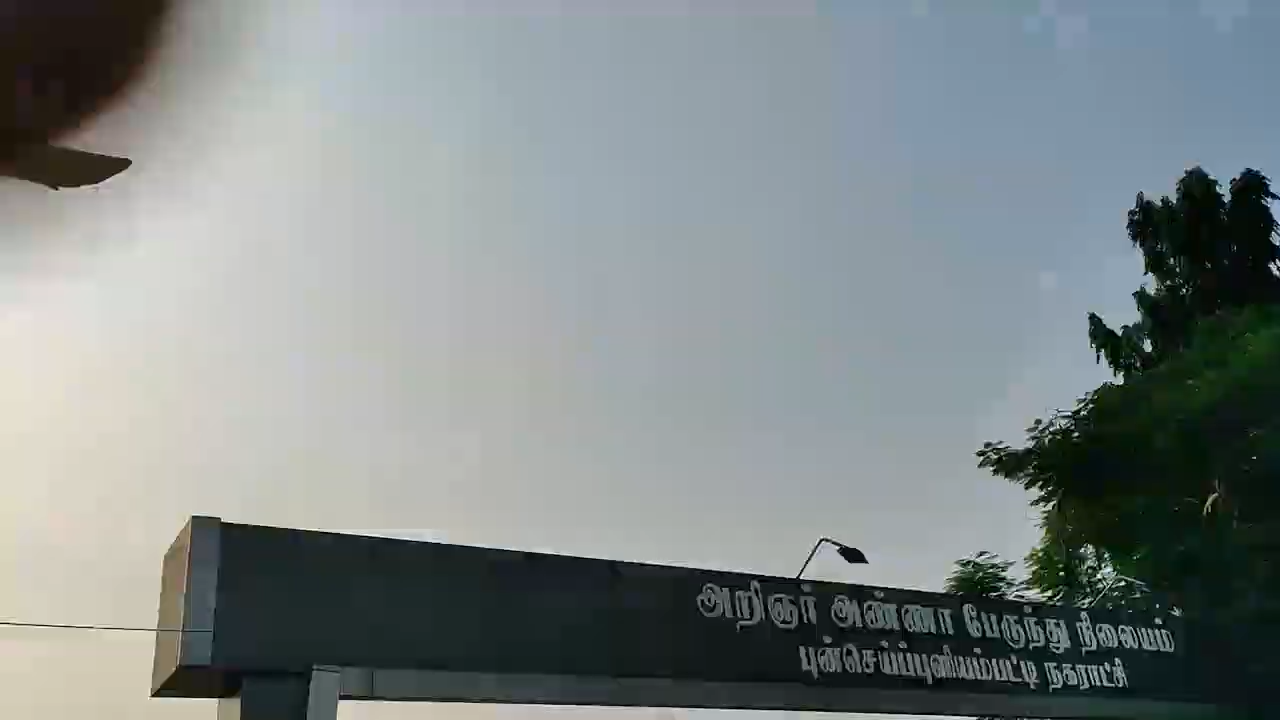 அறிஞர் அண்ணா பேருந்து நிலையம்
புன்செய்ப்புளியம்பட்டி நகராட்சி